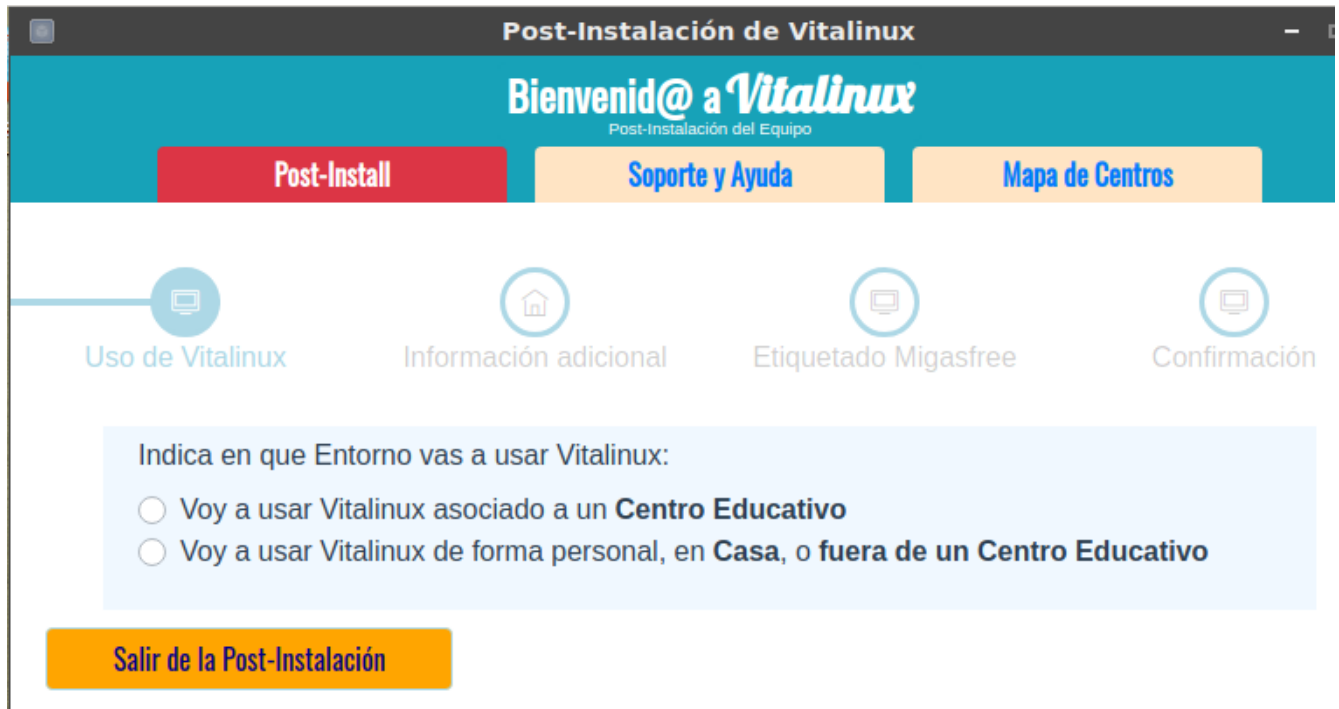 Post-Instalación de Vitalinux
Bienvenid@ a Vitalinux
Post-Instalación del Equipo
Post-Install
Soporte y Ayuda
Mapa de Centros
Uso de Vitalinux
Información adicional
Etiquetado Migasfree
Confirmación
Indica en que Entorno vas a usar Vitalinux:
Voy a usar Vitalinux asociado a un Centro Educativo
Voy a usar Vitalinux de forma personal, en Casa, o fuera de un Centro Educativo
Salir de la Post-Instalación